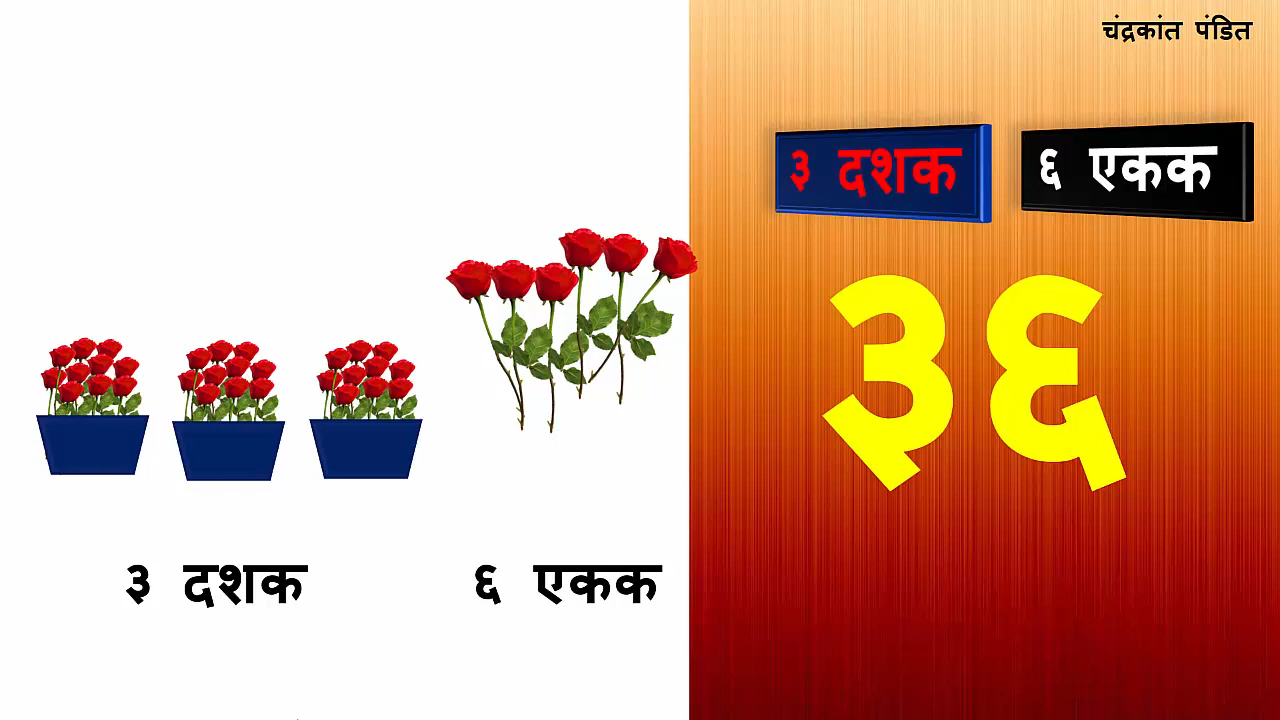 चंद्रकांत पंडित
३ दशक
६ एकक
३६
३ दशक
६ एकक